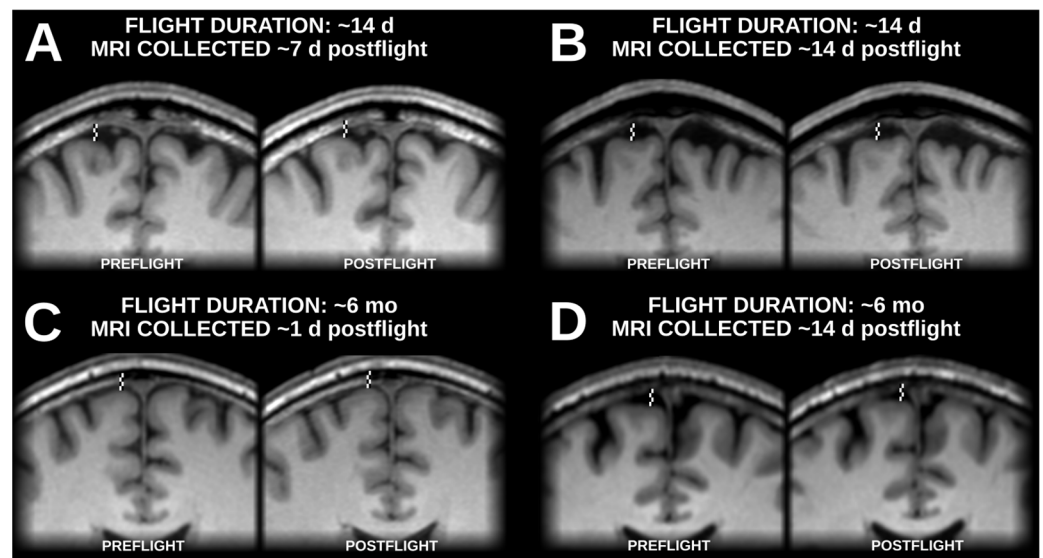 A
FLIGHT DURATION: ~14 d
MRI COLLECTED ~7 d postflight
PREFLIGHT
POSTFLIGHT
B
FLIGHT DURATION: ~14 d
MRI COLLECTED ~14 d postflight
PREFLIGHT
POSTFLIGHT
C
FLIGHT DURATION: ~6 mo
MRI COLLECTED ~1 d postflight
PREFLIGHT
POSTFLIGHT
D
FLIGHT DURATION: ~6 mo
MRI COLLECTED ~14 d postflight
PREFLIGHT
POSTFLIGHT